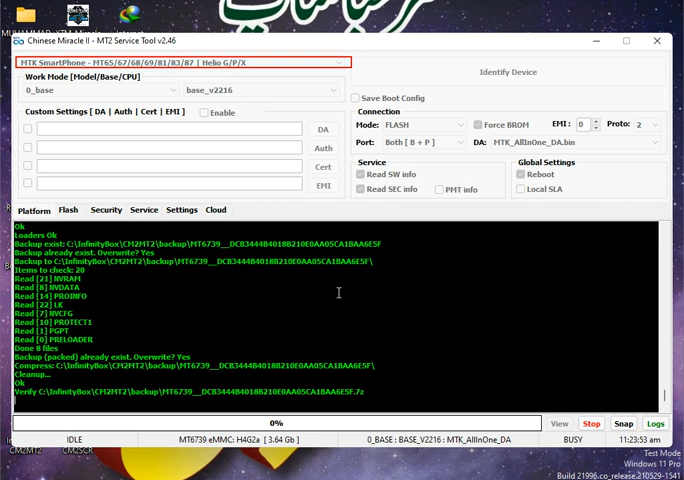 Chinese Miracle II - MT2 Service Tool v2.46
MTK SmartPhone - MT65/67/68/69/81/83/87 | Helio G/P/X
Work Mode [Model/Base/CPU]
0_base
base_v2216
Identify Device
Save Boot Config
Custom Settings [ DA | Auth | Cert | EMI ]
Enable
DA
Auth
Cert
EMI
Connection
Mode: FLASH
Force BROM
EMI : 0
Proto: 2
Port: Both [ B + P ]
DA: MTK_AllInOne_DA.bin
Service
Read SW info
Read SEC info
PMT info
Global Settings
Reboot
Local SLA
Platform Flash Security Service Settings Cloud
Ok
Loaders Ok
Backup exist: C:\InfinityBox\CM2MT2\backup\MT6739__DCB3444B4018B210E0AA05CA1BAA6E5F
Backup already exist. Overwrite? Yes
Backup to C:\InfinityBox\CM2MT2\backup\MT6739__DCB3444B4018B210E0AA05CA1BAA6E5F\
Items to check: 20
Read [21] NVRAM
Read [8] NVDATA
Read [14] PROINFO
Read [22] LK
Read [7] NVCFG
Read [10] PROTECT1
Read [1] PGPT
Read [0] PRELOADER
Done 8 files
Backup (packed) already exist. Overwrite? Yes
Compress: C:\InfinityBox\CM2MT2\backup\MT6739__DCB3444B4018B210E0AA05CA1BAA6E5F\
Cleanup...
Ok
Verify C:\InfinityBox\CM2MT2\backup\MT6739__DCB3444B4018B210E0AA05CA1BAA6E5F.7z
0%
View Stop Snap Logs
IDLE
MT6739 eMMC: H4G2a [ 3.64 Gb ]
0_BASE : BASE_V2216 : MTK_AllInOne_DA
BUSY
11:23:53 am
CM2MT2
CM2SCR
Test Mode
Windows 11 Pro
Build 21996.co_release.210529-1541